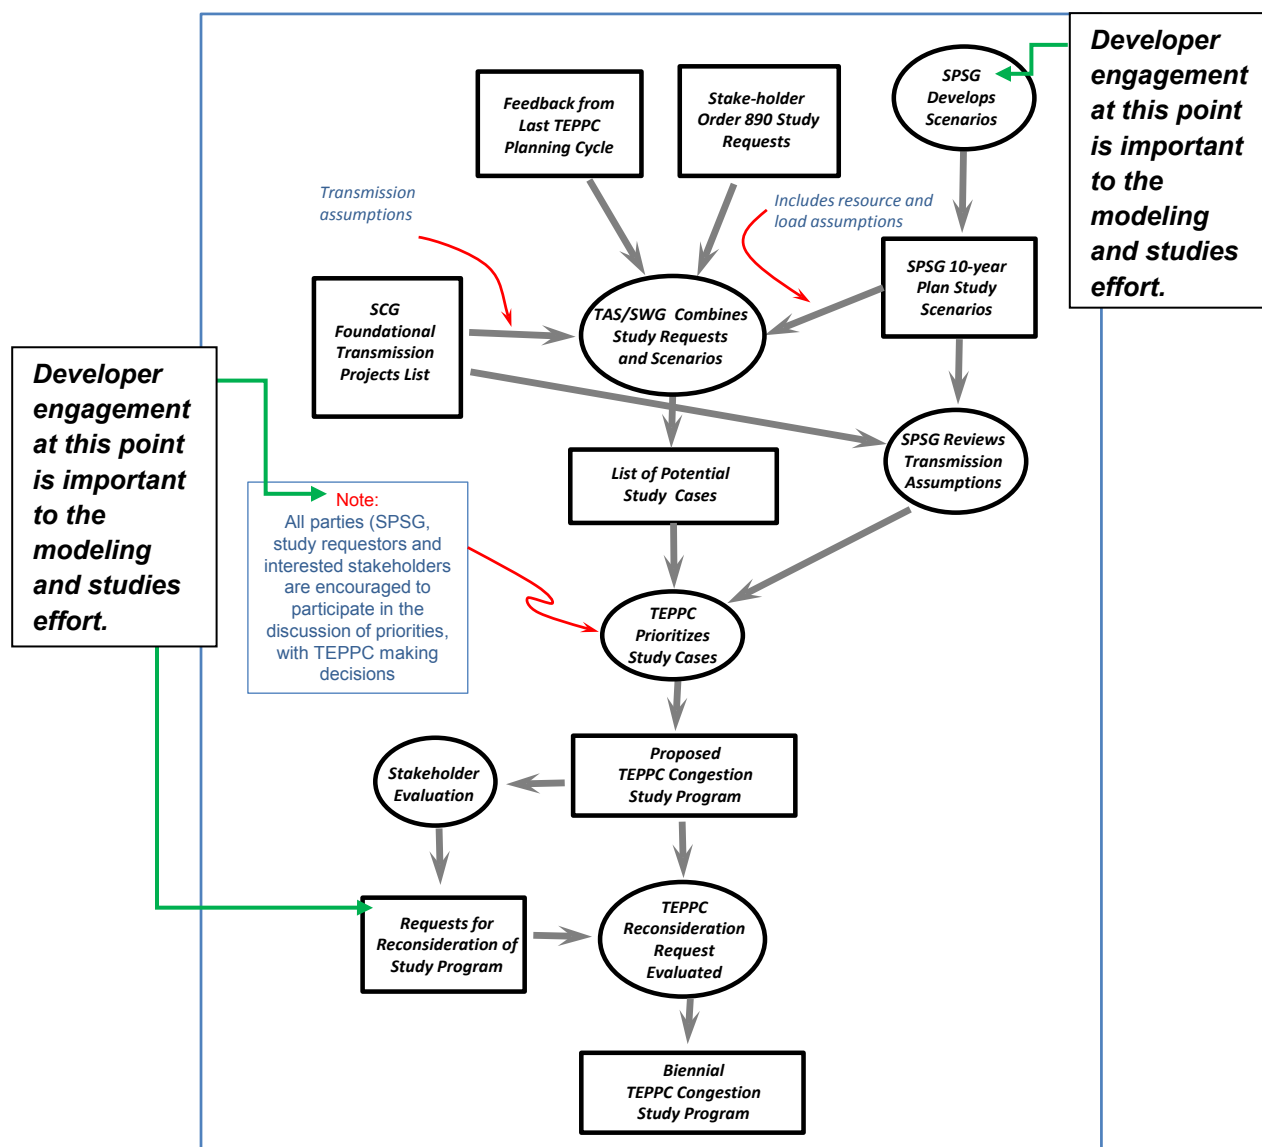 Developer
engagement
at this point
is important
to the
modeling
and studies
effort.
SPSG
Develops
Scenarios
Feedback from
Last TEPPC
Planning Cycle
Stake-holder
Order 890 Study
Requests
Transmission
assumptions
Includes resource and
load assumptions
SPSG 10-year
Plan Study
Scenarios
SCG
Foundational
Transmission
Projects List
TAS/SWG Combines
Study Requests
and Scenarios
Developer
engagement
at this point
is important
to the
modeling
and studies
effort.
SPSG Reviews
Transmission
Assumptions
List of Potential
Study Cases
Note:
All parties (SPSG,
study requestors and
interested stakeholders
are encouraged to
participate in the
discussion of priorities,
with TEPPC making
decisions
TEPPC
Prioritizes
Study Cases
Stakeholder
Evaluation
Proposed
TEPPC Congestion
Study Program
Requests for
Reconsideration of
Study Program
TEPPC
Reconsideration
Request
Evaluated
Biennial
TEPPC Congestion
Study Program